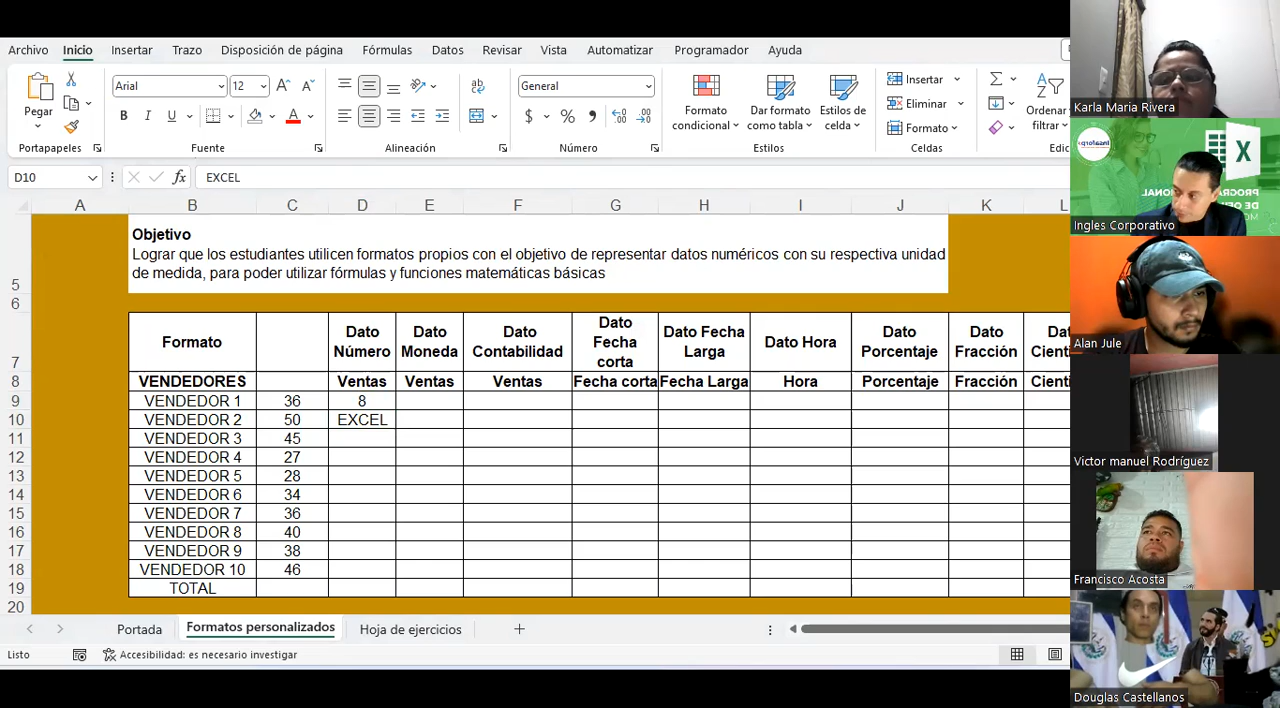 Archivo Inicio Insertar Trazo Disposición de página Fórmulas Datos Revisar Vista Automatizar Programador Ayuda
Pegar
Portapapeles
Arial 12
N K S
Fuente
Alineación
General
$ % ,
Número
Formato condicional
Dar formato como tabla
Estilos de celda
Estilos
Insertar
Eliminar
Formato
Celdas
Ordenar
filtrar
D10 fx EXCEL
A B C D E F G H I J K L
5 Objetivo
Lograr que los estudiantes utilicen formatos propios con el objetivo de representar datos numéricos con su respectiva unidad
de medida, para poder utilizar fórmulas y funciones matemáticas básicas
6
7 Formato Dato Número Dato Moneda Dato Contabilidad Dato Fecha corta Dato Fecha Larga Dato Hora Dato Porcentaje Dato Fracción
8 VENDEDORES Ventas Ventas Ventas Fecha corta Fecha Larga Hora Porcentaje Fracción Cientí
9 VENDEDOR 1 36 8
10 VENDEDOR 2 50 EXCEL
11 VENDEDOR 3 45
12 VENDEDOR 4 27
13 VENDEDOR 5 28
14 VENDEDOR 6 34
15 VENDEDOR 7 36
16 VENDEDOR 8 40
17 VENDEDOR 9 38
18 VENDEDOR 10 46
19 TOTAL
20
Portada Formatos personalizados Hoja de ejercicios
Listo Accesibilidad: es necesario investigar
Karla Maria Rivera
Ingles Corporativo
Alan Jule
Victor manuel Rodríguez
Francisco Acosta
Douglas Castellanos